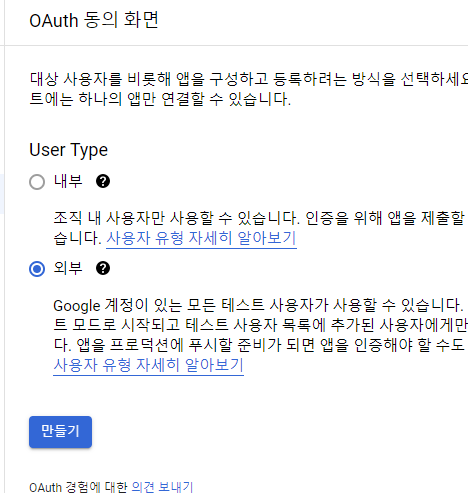 OAuth 동의 화면
대상 사용자를 비롯해 앱을 구성하고 등록하려는 방식을 선택하세요
트에는 하나의 앱만 연결할 수 있습니다.
User Type
내부
조직 내 사용자만 사용할 수 있습니다. 인증을 위해 앱을 제출할
습니다. 사용자 유형 자세히 알아보기
외부
Google 계정이 있는 모든 테스트 사용자가 사용할 수 있습니다.
트 모드로 시작되고 테스트 사용자 목록에 추가된 사용자에게만
다. 앱을 프로덕션에 푸시할 준비가 되면 앱을 인증해야 할 수도
사용자 유형 자세히 알아보기
만들기
OAuth 경험에 대한 의견 보내기